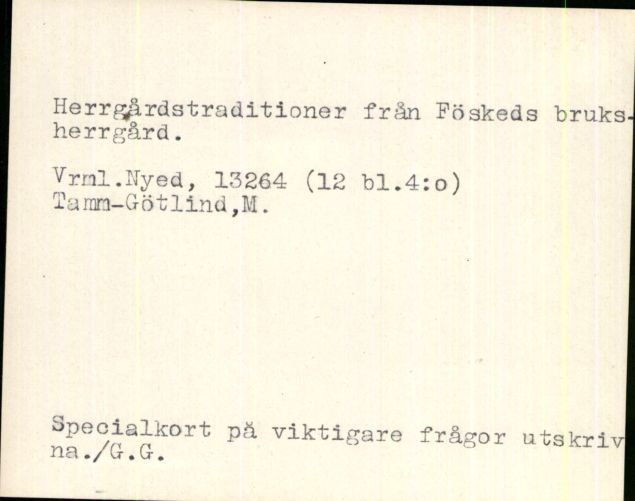 Herrgårdstraditioner från Föskeds bruks-
herrgård.
Vrml.Nyed, 13264 (12 bl.4:o)
Tamm-Götlind,M.
Specialkort på viktigare frågor utskriv
na./G.G.